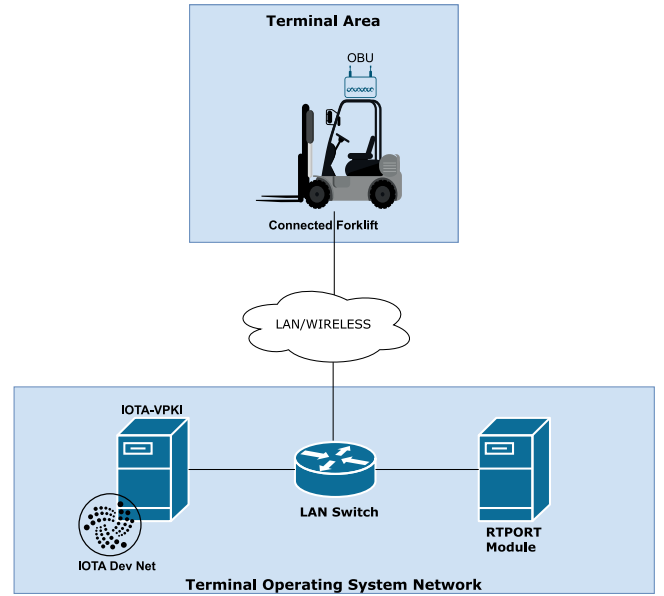 Terminal Area
OBU
Connected Forklift
LAN/WIRELESS
IOTA-VPKI
LAN Switch
RTPORT
Module
IOTA Dev Net
Terminal Operating System Network